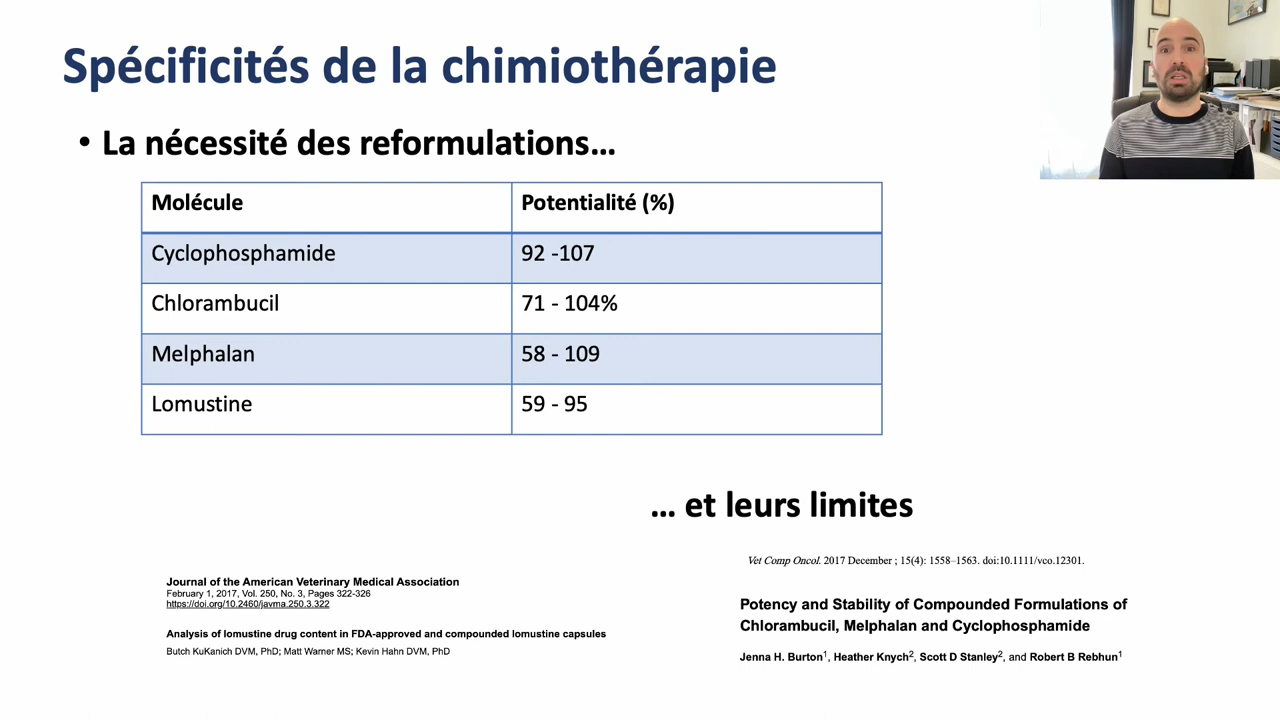 Spécificités de la chimiothérapie
• La nécessité des reformulations...
Molécule Potentialité (%)
Cyclophosphamide 92 -107
Chlorambucil 71 - 104%
Melphalan 58 - 109
Lomustine 59 - 95
... et leurs limites
Journal of the American Veterinary Medical Association
February 1, 2017, Vol. 250, No. 3, Pages 322-326
https://doi.org/10.2460/javma.250.3.322
Analysis of lomustine drug content in FDA-approved and compounded lomustine capsules
Butch KuKanich DVM, PhD; Matt Warner MS; Kevin Hahn DVM, PhD
Vet Comp Oncol. 2017 December ; 15(4): 1558–1563. doi:10.1111/vco.12301.
Potency and Stability of Compounded Formulations of
Chlorambucil, Melphalan and Cyclophosphamide
Jenna H. Burton1, Heather Knych2, Scott D Stanley2, and Robert B Rebhun1